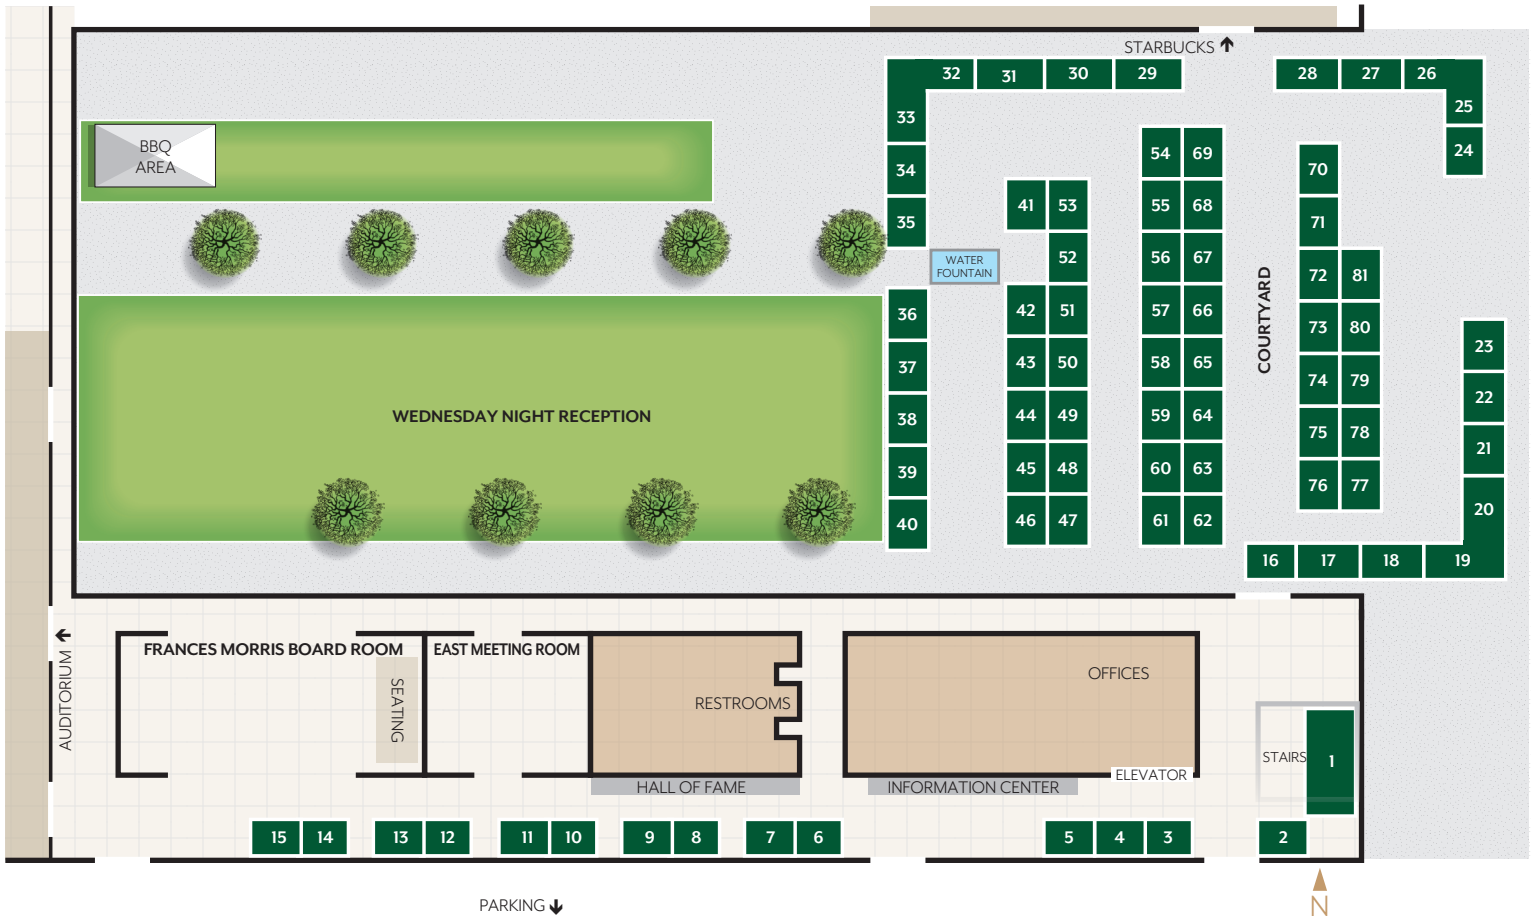 STARBUCKS
32 31 30 29
28 27 26
25
33
BBQ
AREA
54 69
24
34
70
41 53
55 68
35
71
WATER
FOUNTAIN
52
56 67
72 81
COURTYARD
36
42 51
57 66
73 80
23
37
43 50
58 65
74 79
22
WEDNESDAY NIGHT RECEPTION
38
44 49
59 64
75 78
21
39
45 48
60 63
76 77
20
40
46 47
61 62
16 17 18 19
AUDITORIUM
FRANCES MORRIS BOARD ROOM
SEATING
EAST MEETING ROOM
RESTROOMS
OFFICES
STAIRS
1
HALL OF FAME
INFORMATION CENTER
ELEVATOR
15 14 13 12 11 10 9 8 7 6 5 4 3 2
PARKING
N